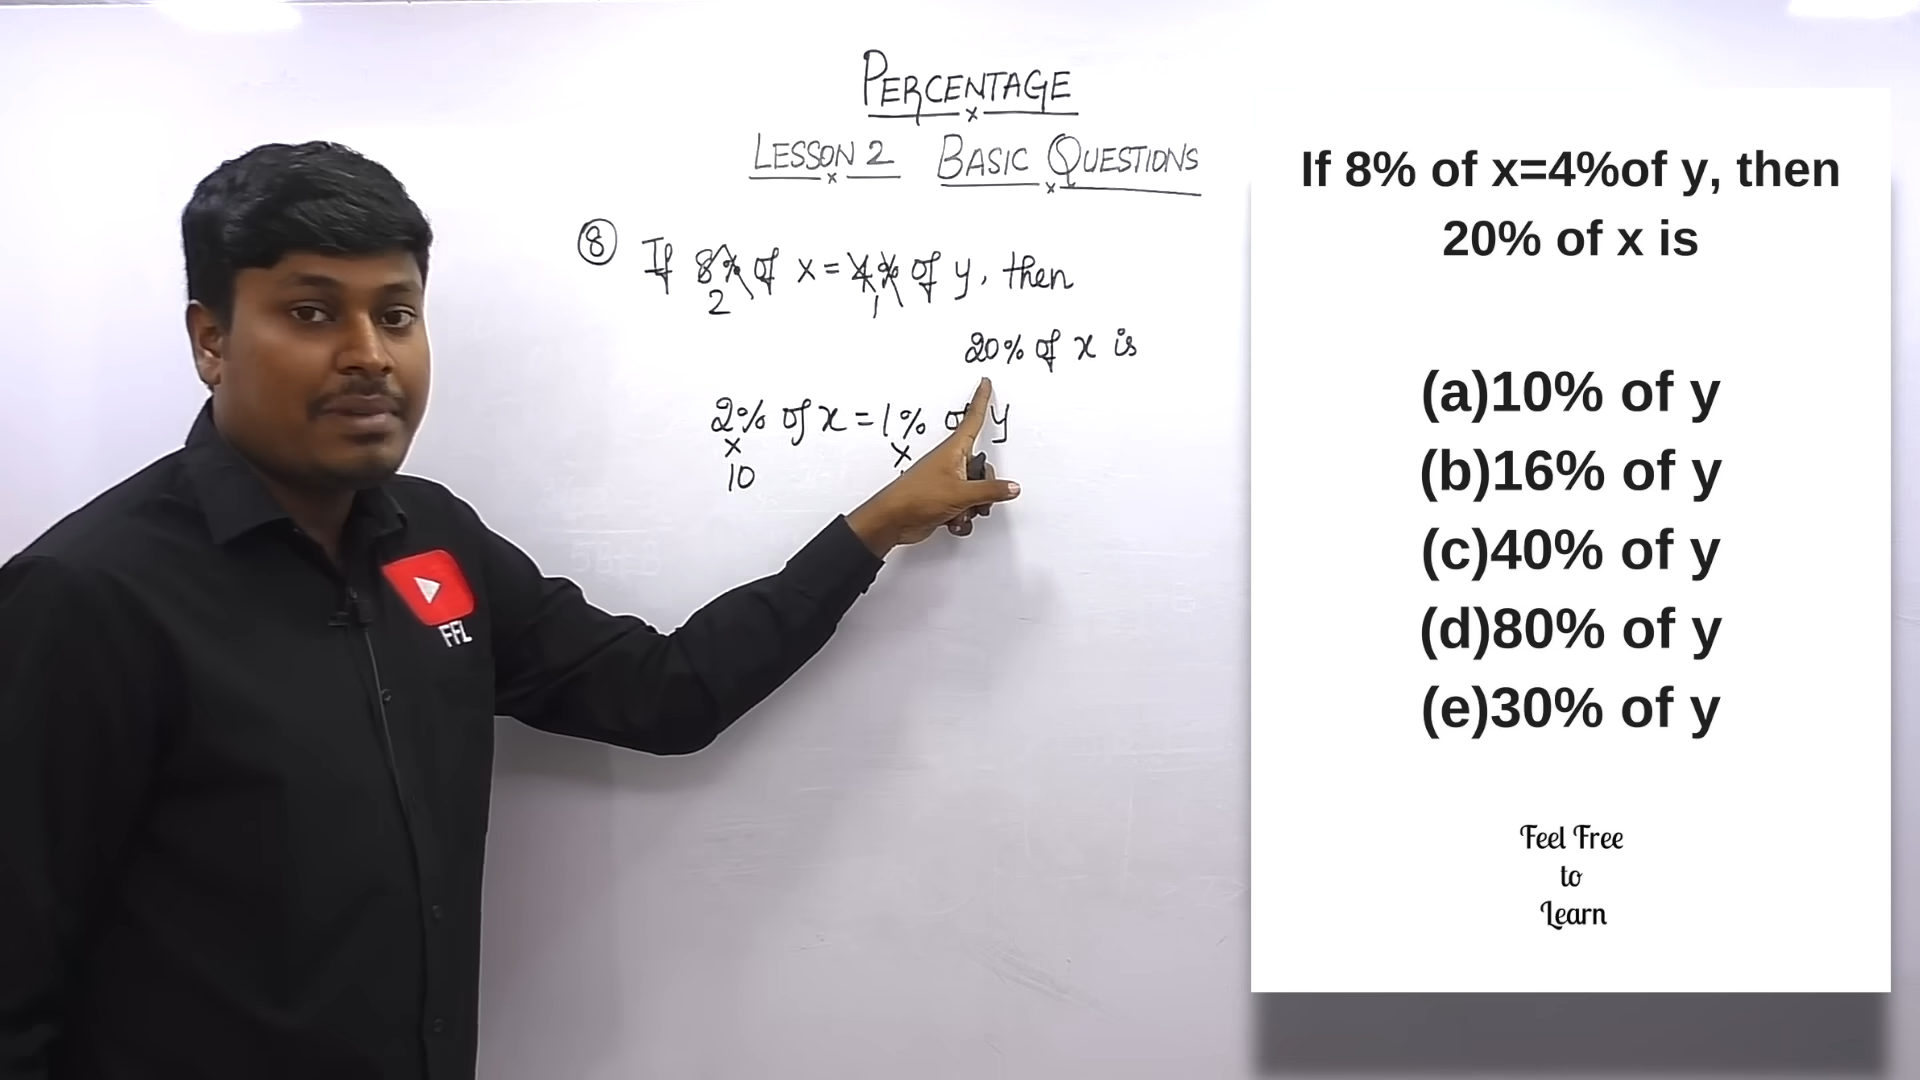 PERCENTAGE
LESSON 2 BASIC QUESTIONS
8 If 8% of x = 4% of y, then
2 1
20% of x is
2% of x = 1% of y
x x
10
FFL
If 8% of x=4%of y, then
20% of x is
(a)10% of y
(b)16% of y
(c)40% of y
(d)80% of y
(e)30% of y
Feel Free
to
Learn